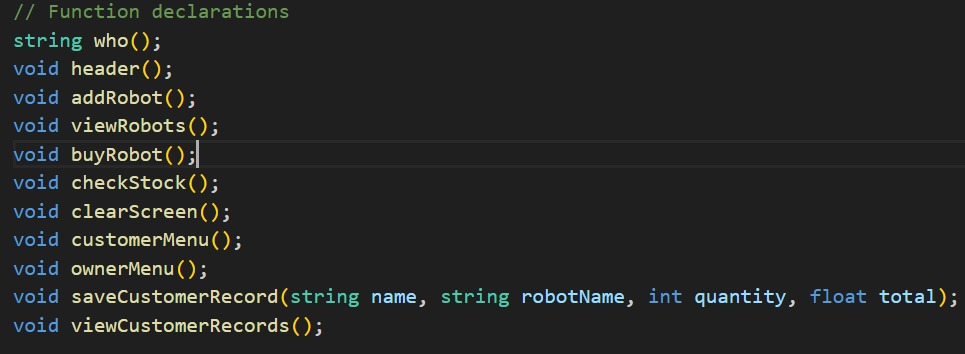 // Function declarations
string who();
void header();
void addRobot();
void viewRobots();
void buyRobot();
void checkStock();
void clearScreen();
void customerMenu();
void ownerMenu();
void saveCustomerRecord(string name, string robotName, int quantity, float total);
void viewCustomerRecords();